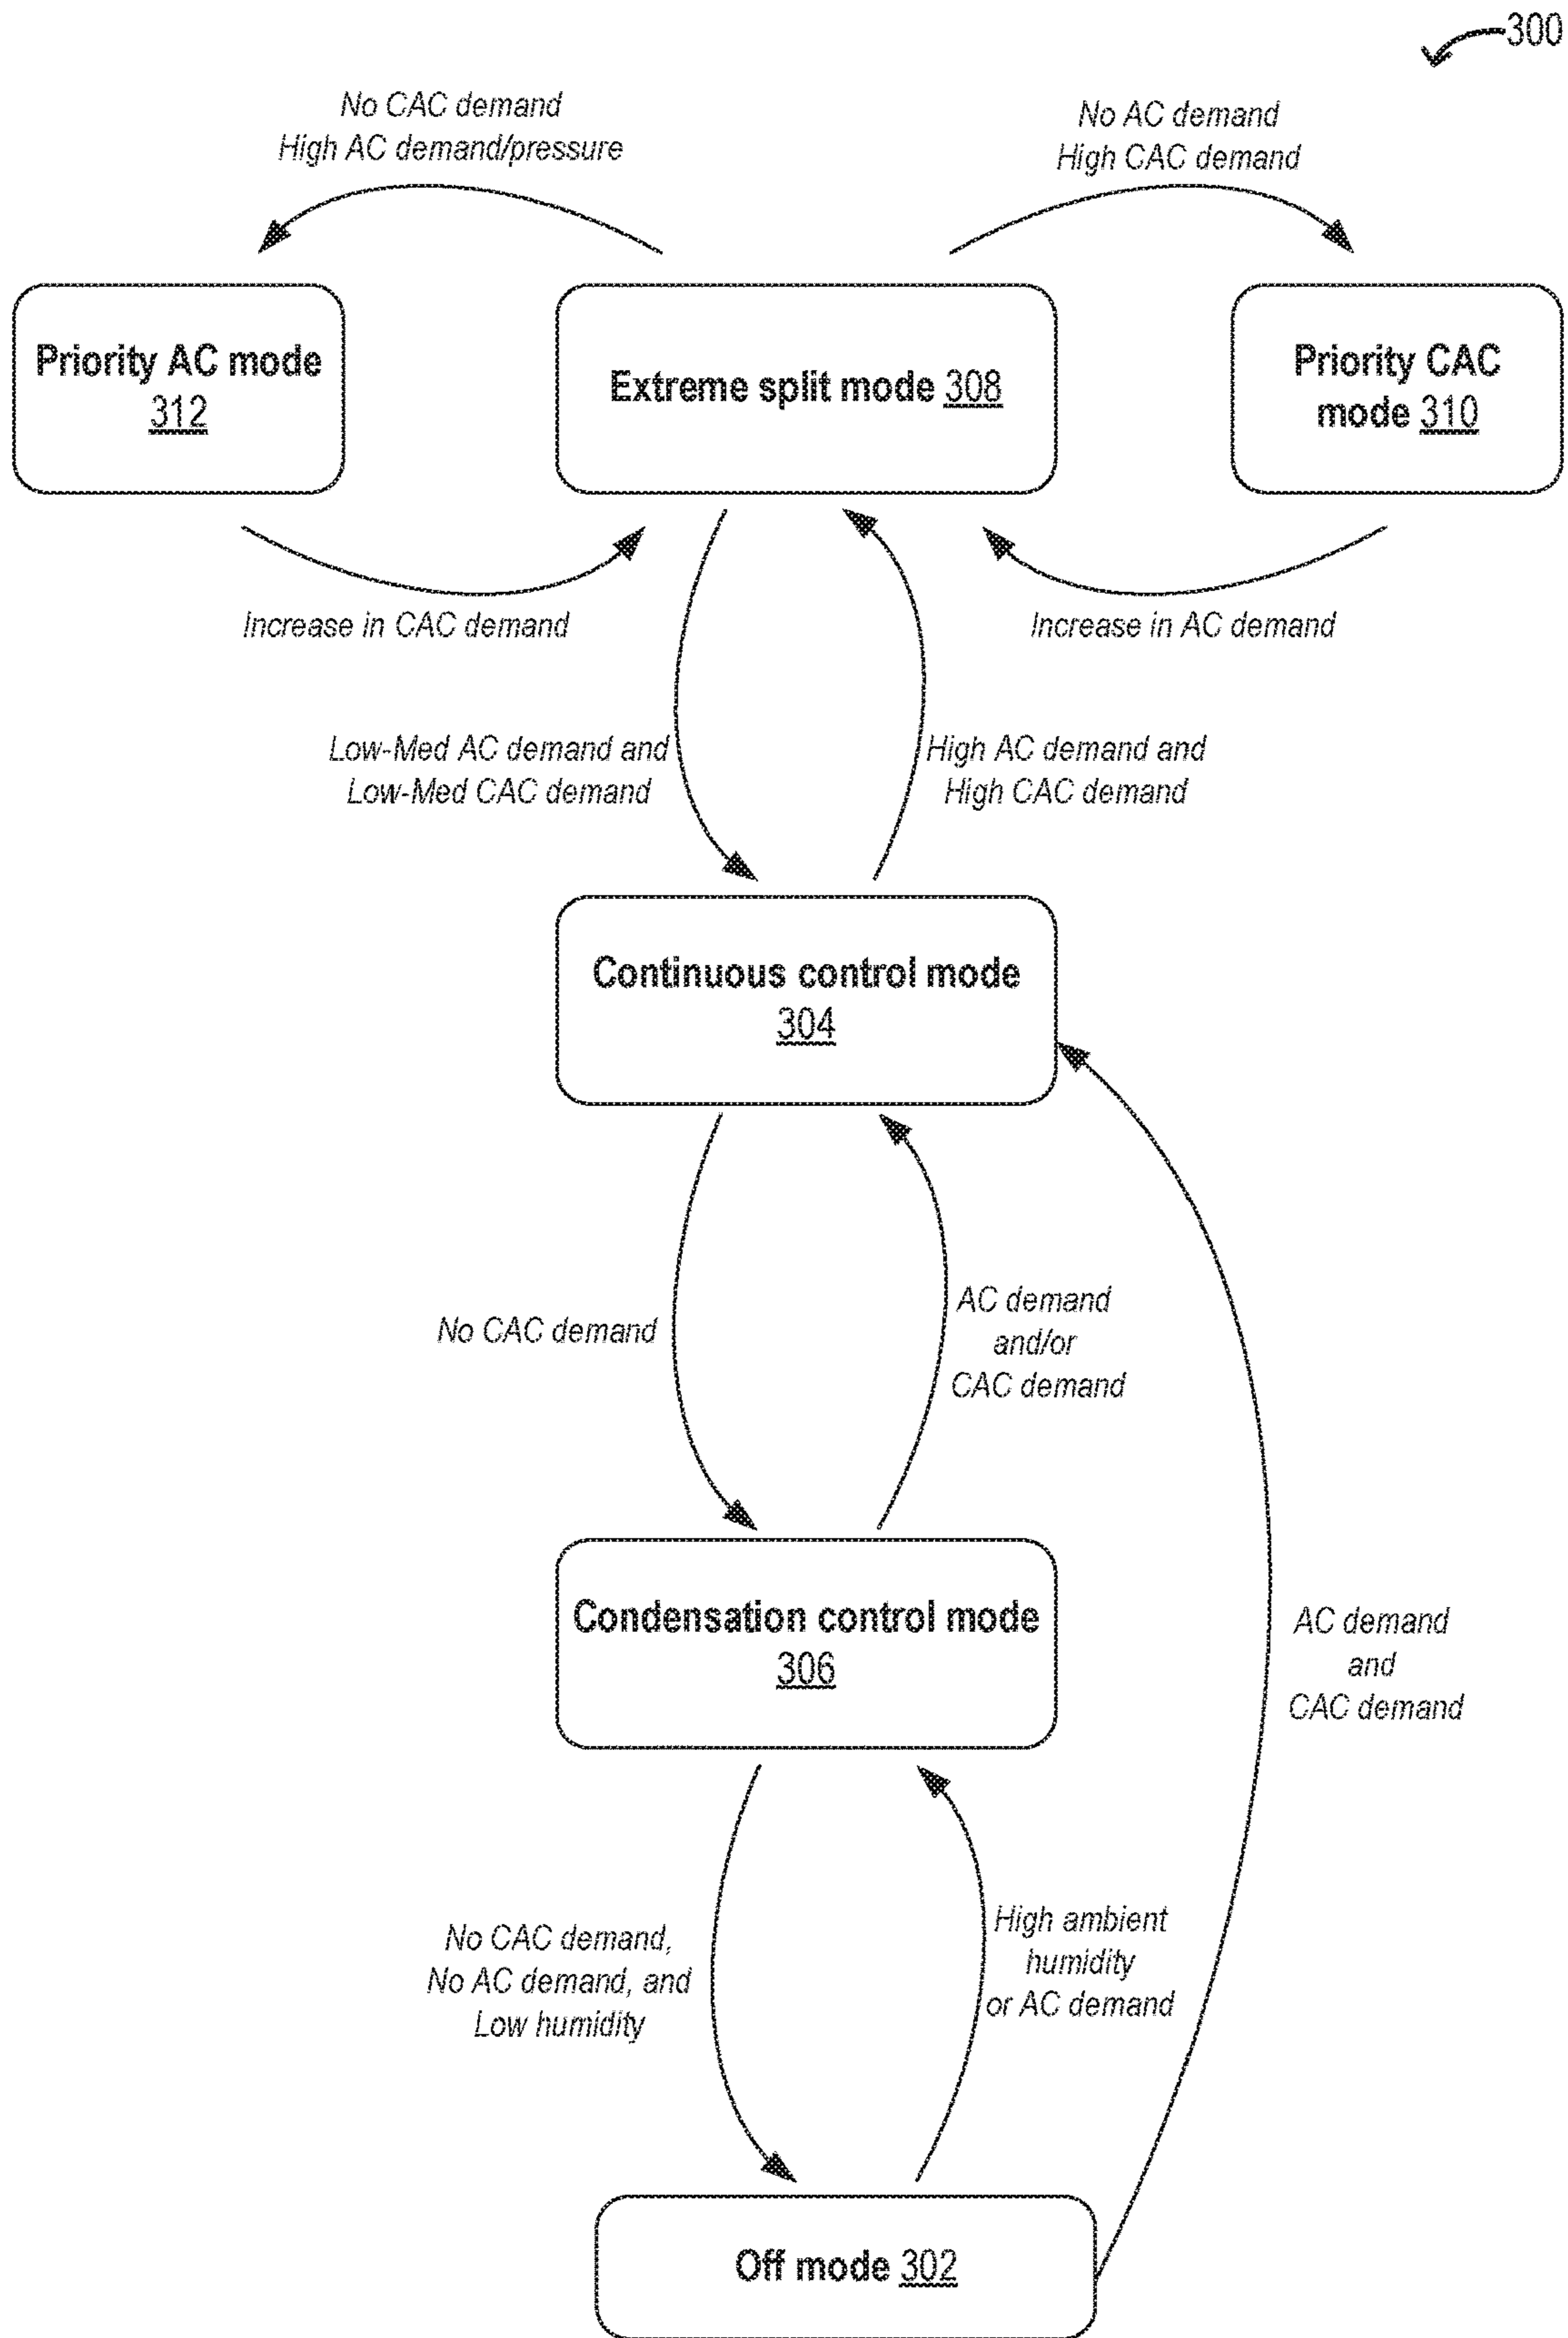 300
No CAC demand
High AC demand/pressure
No AC demand
High CAC demand
Priority AC mode
312
Extreme split mode 308
Priority CAC
mode 310
Increase in CAC demand
Increase in AC demand
Low-Med AC demand and
Low-Med CAC demand
High AC demand and
High CAC demand
Continuous control mode
304
No CAC demand
AC demand
and/or
CAC demand
Condensation control mode
306
AC demand
and
CAC demand
No CAC demand,
No AC demand, and
Low humidity
High ambient
humidity
or AC demand
Off mode 302